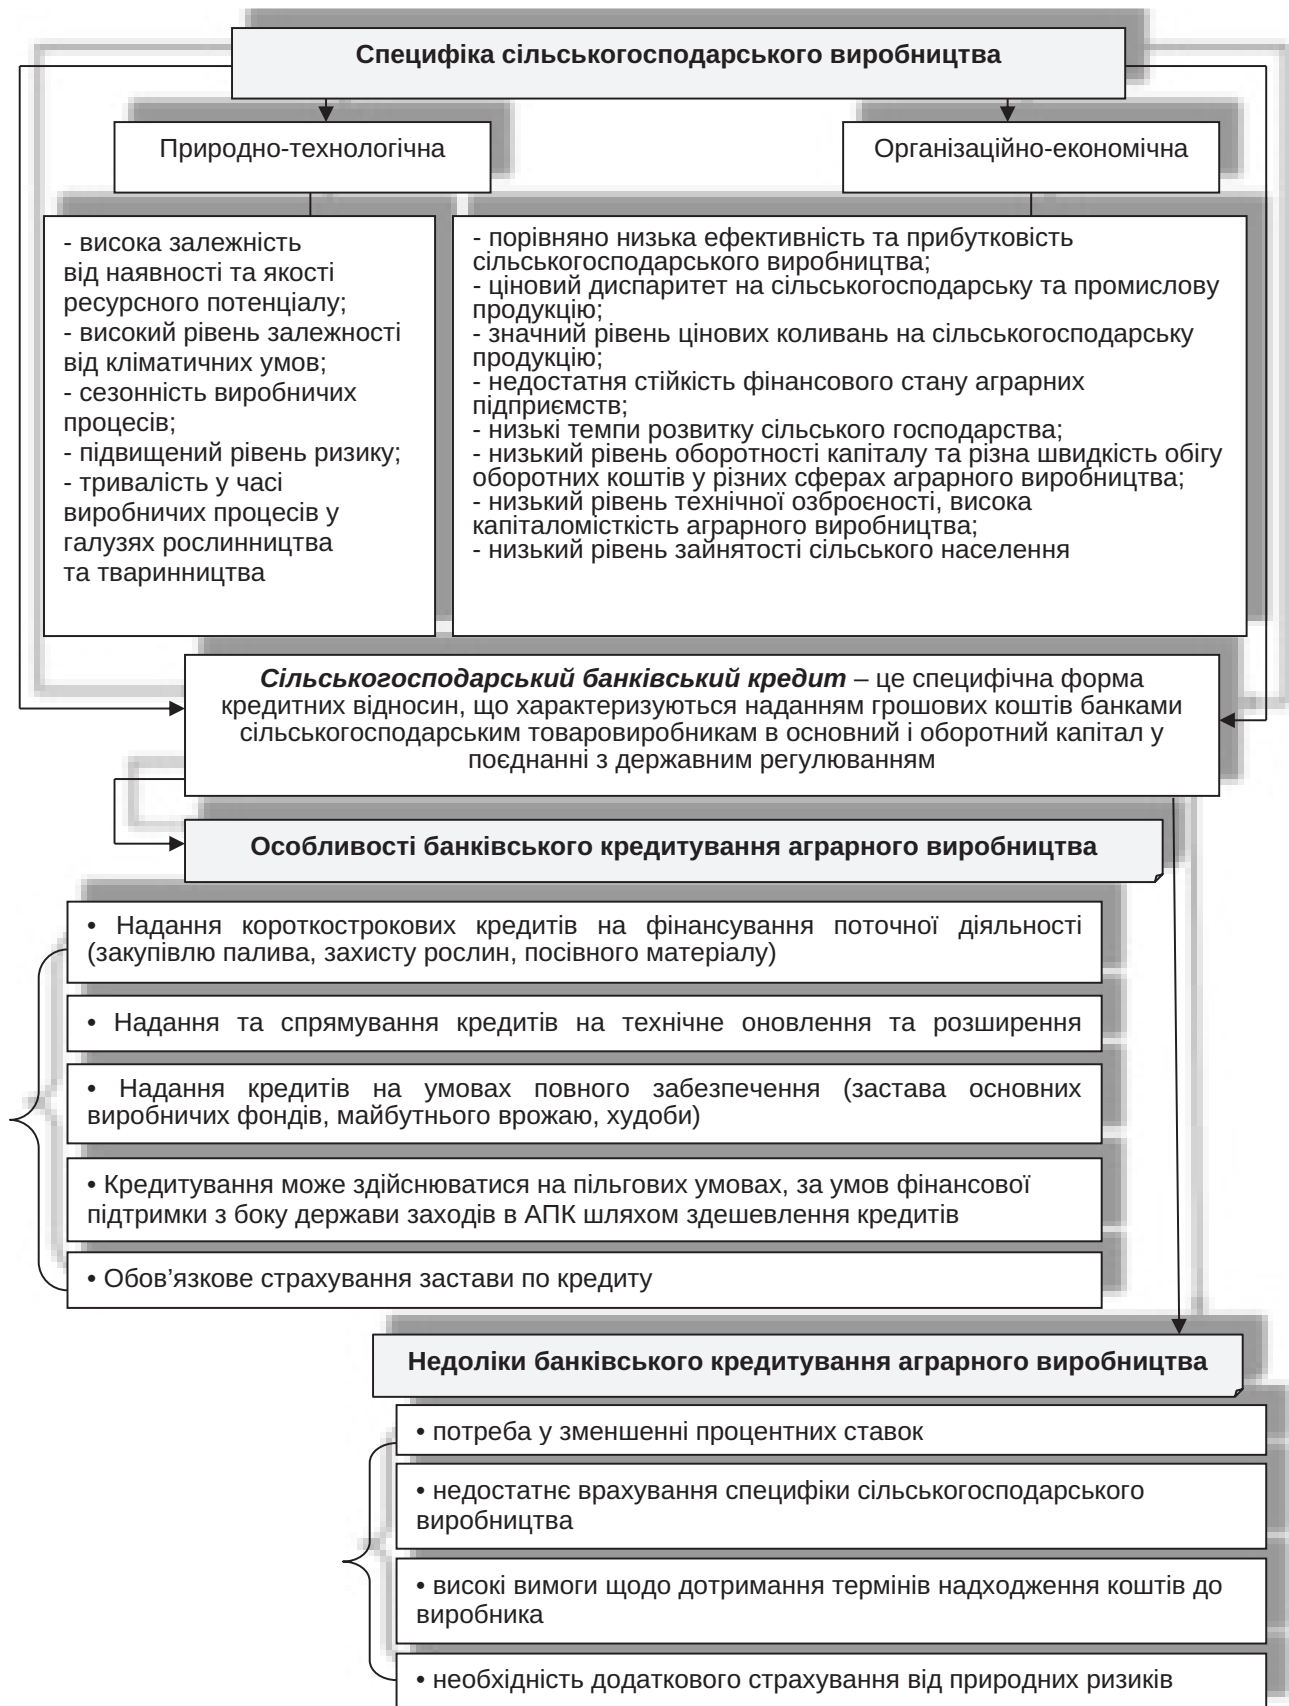 Специфіка сільськогосподарського виробництва
Природно-технологічна
Організаційно-економічна
- висока залежність
від наявності та якості
ресурсного потенціалу;
- високий рівень залежності
від кліматичних умов;
- сезонність виробничих
процесів;
- підвищений рівень ризику;
- тривалість у часі
виробничих процесів у
галузях рослинництва
та тваринництва
- порівняно низька ефективність та прибутковість
сільськогосподарського виробництва;
- ціновий диспаритет на сільськогосподарську та промислову
продукцію;
- значний рівень цінових коливань на сільськогосподарську
продукцію;
- недостатня стійкість фінансового стану аграрних
підприємств;
- низькі темпи розвитку сільського господарства;
- низький рівень оборотності капіталу та різна швидкість обігу
оборотних коштів у різних сферах аграрного виробництва;
- низький рівень технічної озброєності, висока
капіталомісткість аграрного виробництва;
- низький рівень зайнятості сільського населення
Сільськогосподарський банківський кредит – це специфічна форма
кредитних відносин, що характеризуються наданням грошових коштів банками
сільськогосподарським товаровиробникам в основний і оборотний капітал у
поєднанні з державним регулюванням
Особливості банківського кредитування аграрного виробництва
• Надання короткострокових кредитів на фінансування поточної діяльності
(закупівлю палива, захисту рослин, посівного матеріалу)
• Надання та спрямування кредитів на технічне оновлення та розширення
• Надання кредитів на умовах повного забезпечення (застава основних
виробничих фондів, майбутнього врожаю, худоби)
• Кредитування може здійснюватися на пільгових умовах, за умов фінансової
підтримки з боку держави заходів в АПК шляхом здешевлення кредитів
• Обов’язкове страхування застави по кредиту
Недоліки банківського кредитування аграрного виробництва
• потреба у зменшенні процентних ставок
• недостатнє врахування специфіки сільськогосподарського
виробництва
• високі вимоги щодо дотримання термінів надходження коштів до
виробника
• необхідність додаткового страхування від природних ризиків